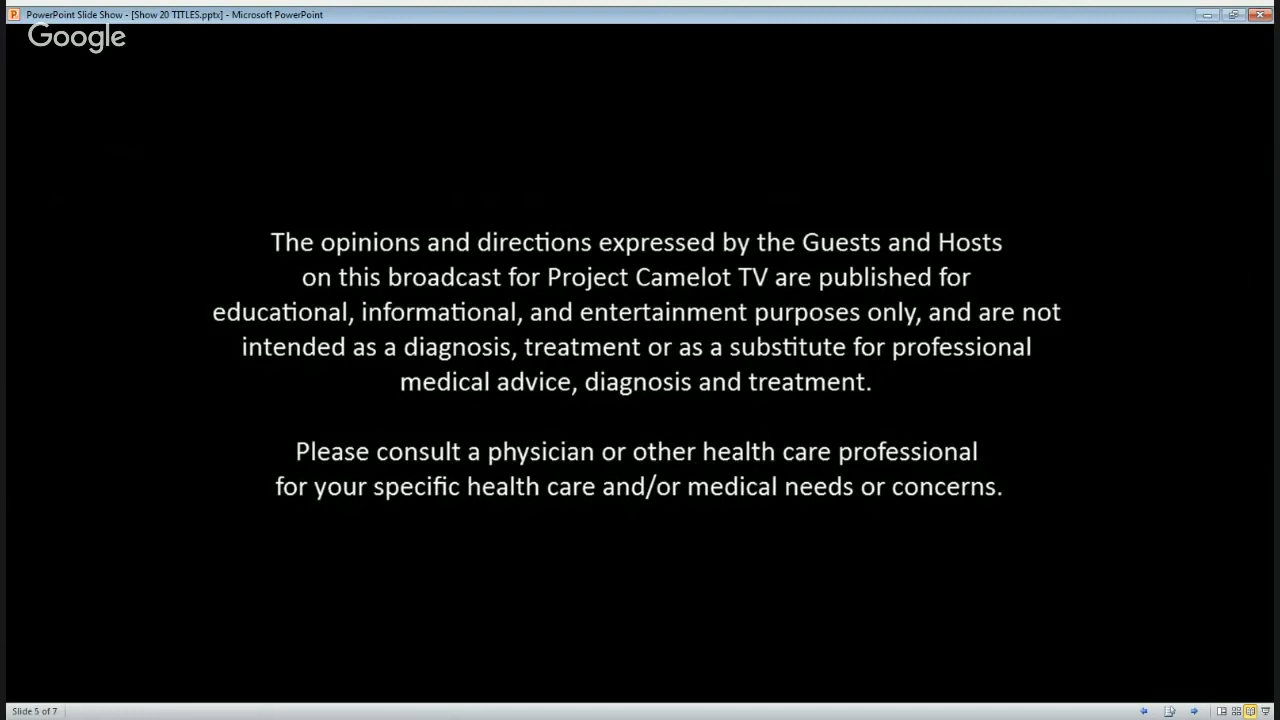 PowerPoint Slide Show - [Show 20 TITLES.pptx] - Microsoft PowerPoint
Google
The opinions and directions expressed by the Guests and Hosts
on this broadcast for Project Camelot TV are published for
educational, informational, and entertainment purposes only, and are not
intended as a diagnosis, treatment or as a substitute for professional
medical advice, diagnosis and treatment.
Please consult a physician or other health care professional
for your specific health care and/or medical needs or concerns.
Slide 5 of 7